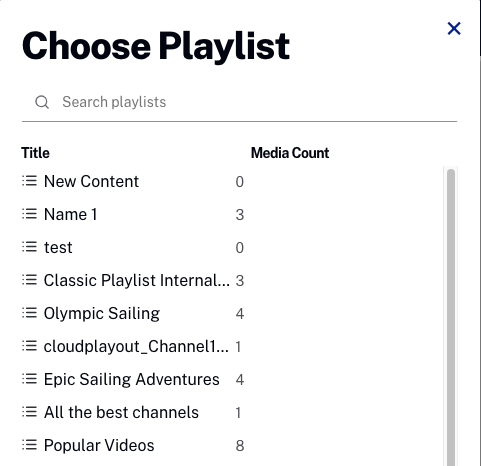 Choose Playlist
Search playlists
Title Media Count
New Content 0
Name 1 3
test 0
Classic Playlist Internal... 3
Olympic Sailing 4
cloudplayout_Channel1... 1
Epic Sailing Adventures 4
All the best channels 1
Popular Videos 8